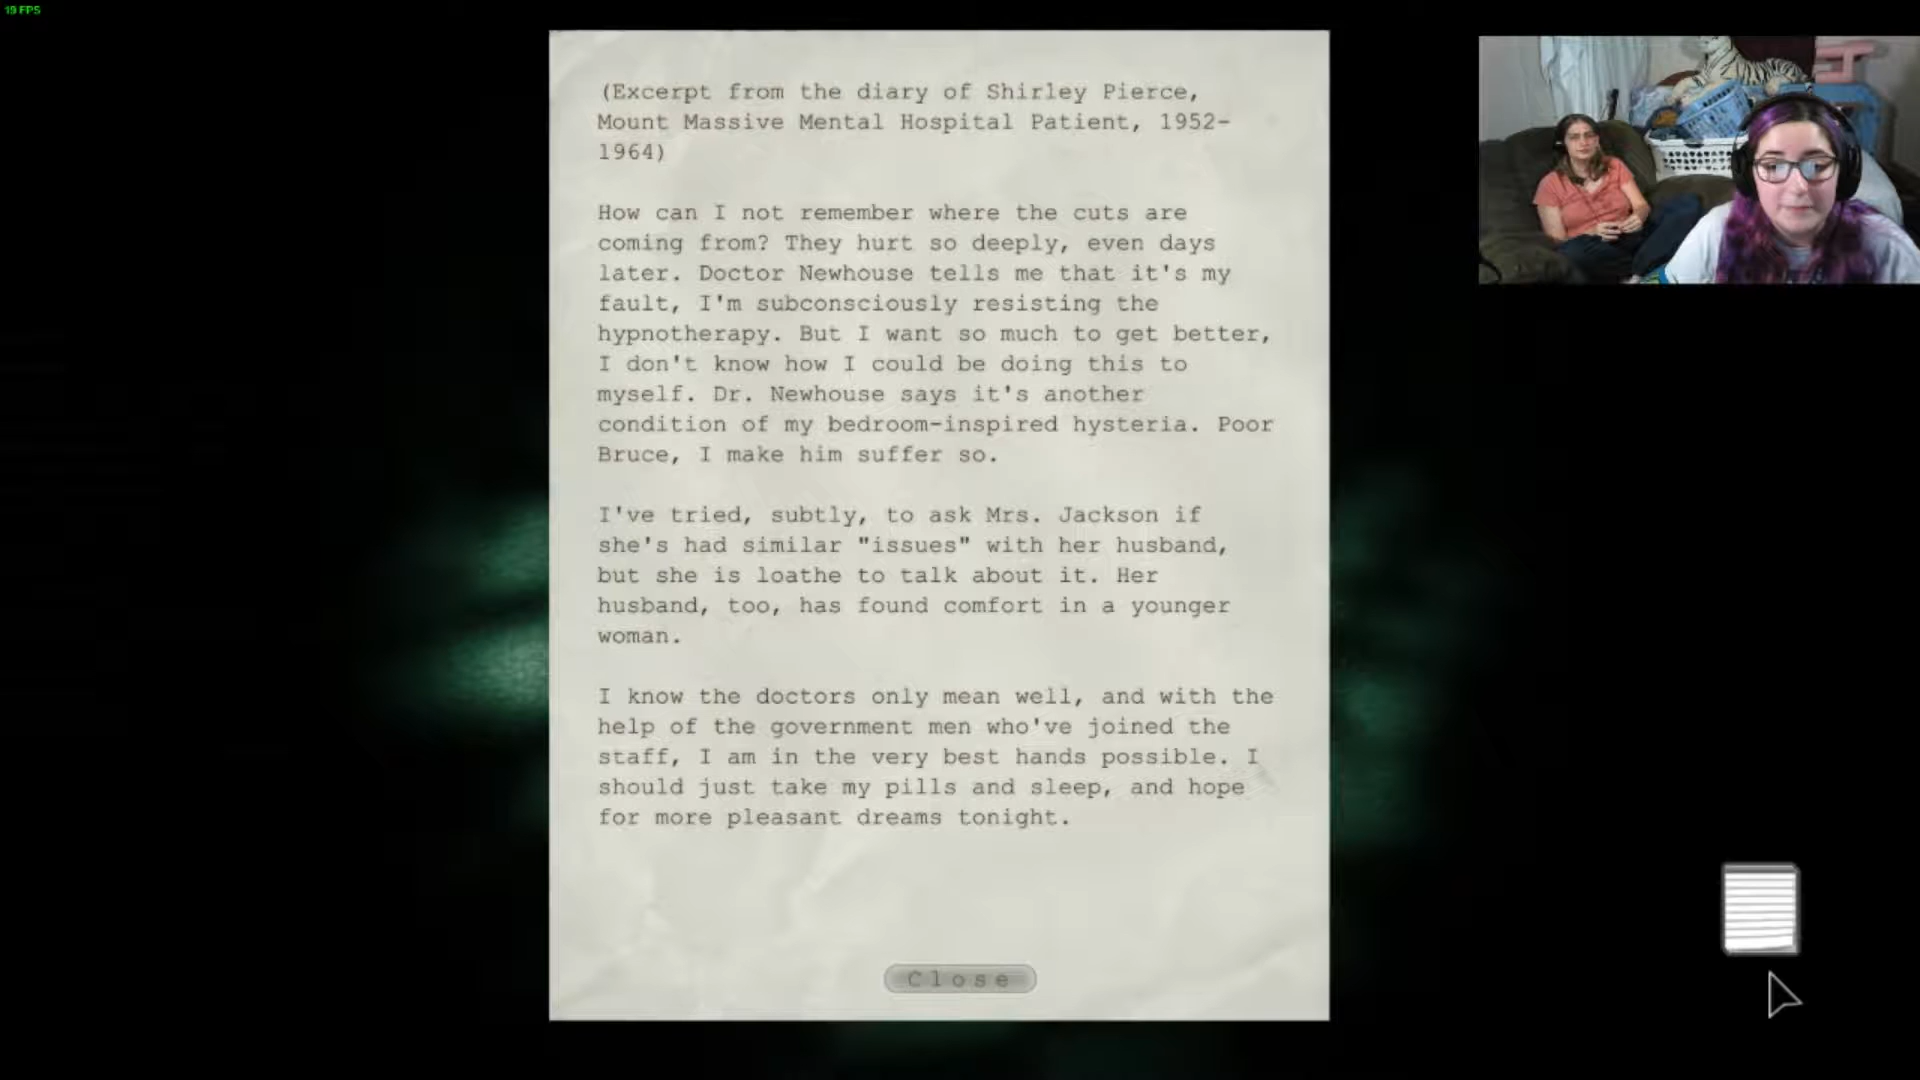 19 FPS
(Excerpt from the diary of Shirley Pierce,
Mount Massive Mental Hospital Patient, 1952-
1964)
How can I not remember where the cuts are
coming from? They hurt so deeply, even days
later. Doctor Newhouse tells me that it's my
fault, I'm subconsciously resisting the
hypnotherapy. But I want so much to get better,
I don't know how I could be doing this to
myself. Dr. Newhouse says it's another
condition of my bedroom-inspired hysteria. Poor
Bruce, I make him suffer so.
I've tried, subtly, to ask Mrs. Jackson if
she's had similar "issues" with her husband,
but she is loathe to talk about it. Her
husband, too, has found comfort in a younger
woman.
I know the doctors only mean well, and with the
help of the government men who've joined the
staff, I am in the very best hands possible. I
should just take my pills and sleep, and hope
for more pleasant dreams tonight.
Close